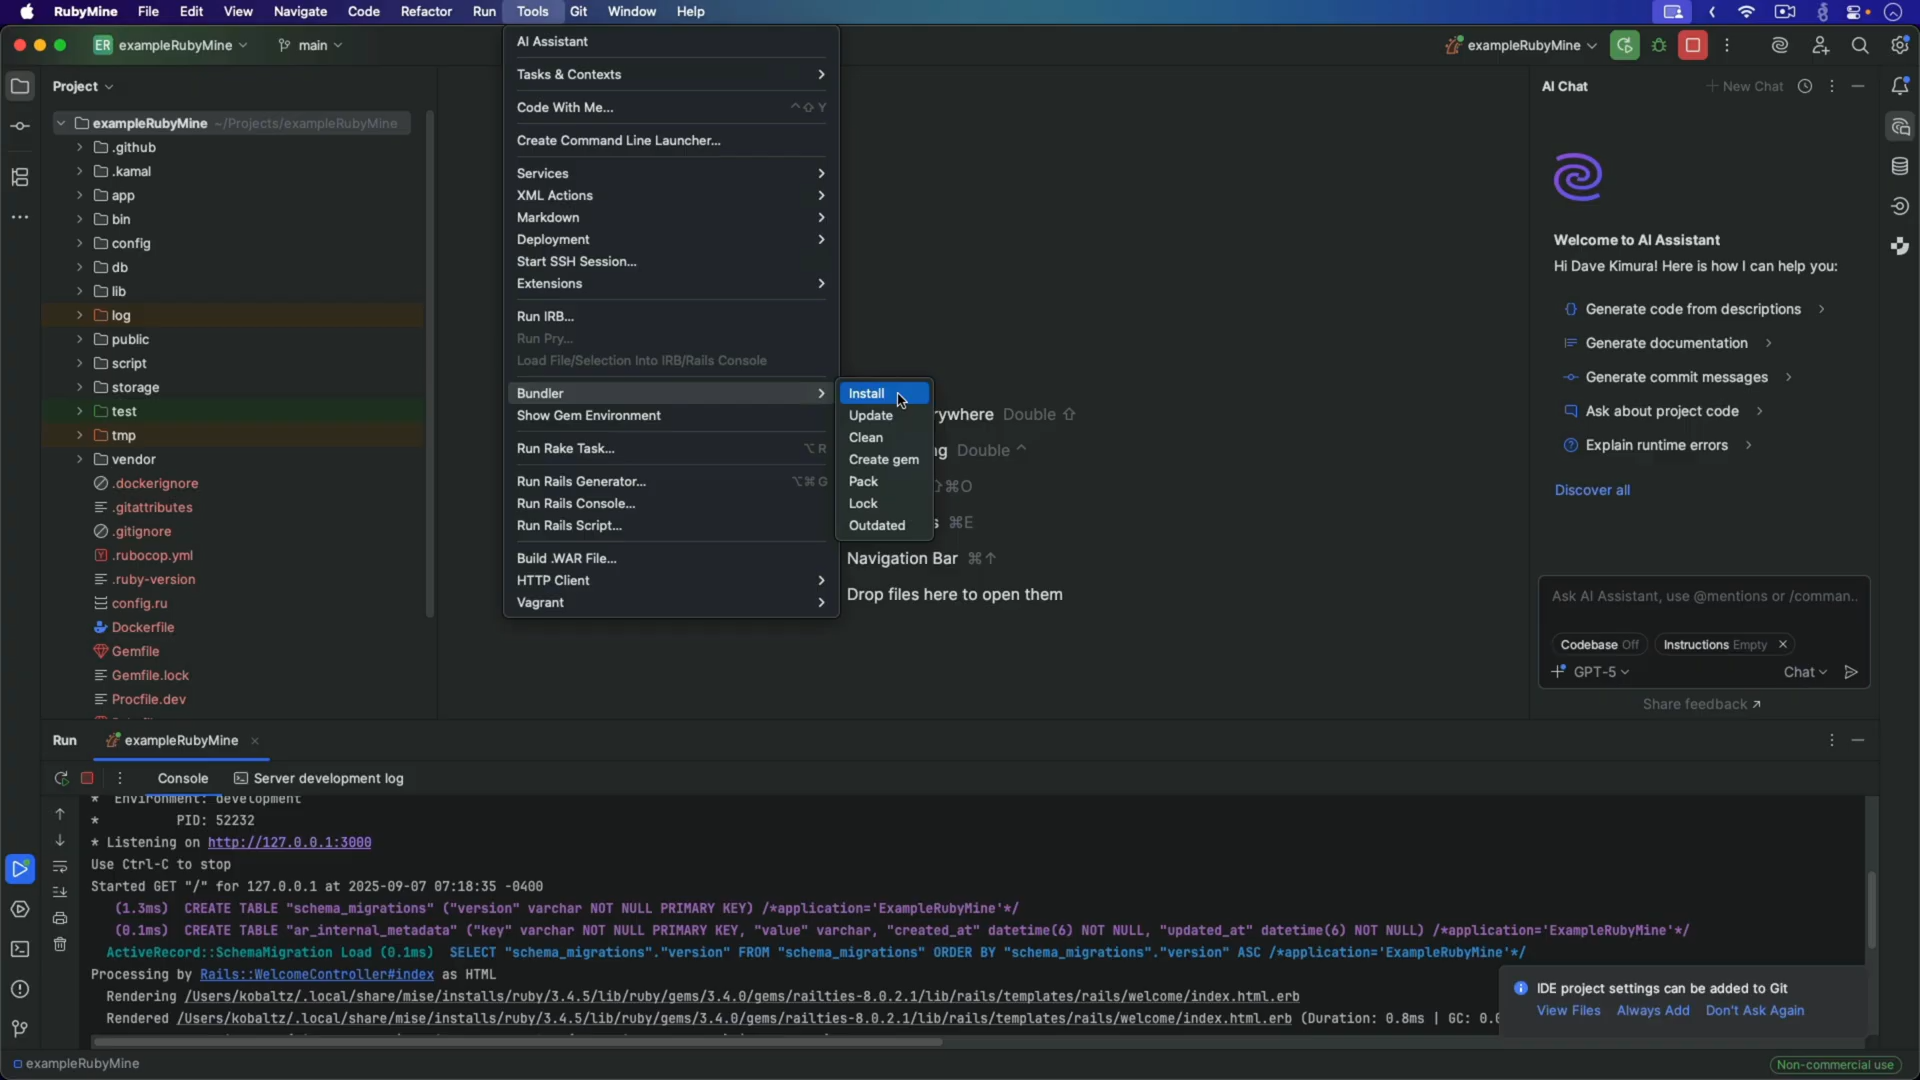 RubyMine File Edit View Navigate Code Refactor Run Tools Git Window Help
ER exampleRubyMine main
exampleRubyMine
Project
exampleRubyMine ~/Projects/exampleRubyMine
.github
.kamal
app
bin
config
db
lib
log
public
script
storage
test
tmp
vendor
.dockerignore
.gitattributes
.gitignore
.rubocop.yml
.ruby-version
config.ru
Dockerfile
Gemfile
Gemfile.lock
Procfile.dev
AI Assistant
Tasks & Contexts
Code With Me... ⌃⇧Y
Create Command Line Launcher...
Services
XML Actions
Markdown
Deployment
Start SSH Session...
Extensions
Run IRB...
Run Pry...
Load File/Selection Into IRB/Rails Console
Bundler
Show Gem Environment
Run Rake Task... ⌥R
Run Rails Generator... ⌥⌘G
Run Rails Console...
Run Rails Script...
Build .WAR File...
HTTP Client
Vagrant
Install
Update
Clean
Create gem
Pack
Lock
Outdated
ywhere Double ⇧
ng Double ⌃
⇧⌘O
s ⌘E
Navigation Bar ⌘↑
Drop files here to open them
AI Chat
+ New Chat
Welcome to AI Assistant
Hi Dave Kimura! Here is how I can help you:
Generate code from descriptions
Generate documentation
Generate commit messages
Ask about project code
Explain runtime errors
Discover all
Ask AI Assistant, use @mentions or /comman..
Codebase Off Instructions Empty
GPT-5 Chat
Share feedback ↗
Run exampleRubyMine
Console Server development log
* Environment: development
* PID: 52232
* Listening on http://127.0.0.1:3000
Use Ctrl-C to stop
Started GET "/" for 127.0.0.1 at 2025-09-07 07:18:35 -0400
(1.3ms) CREATE TABLE "schema_migrations" ("version" varchar NOT NULL PRIMARY KEY) /*application='ExampleRubyMine'*/
(0.1ms) CREATE TABLE "ar_internal_metadata" ("key" varchar NOT NULL PRIMARY KEY, "value" varchar, "created_at" datetime(6) NOT NULL, "updated_at" datetime(6) NOT NULL) /*application='ExampleRubyMine'*/
ActiveRecord::SchemaMigration Load (0.1ms) SELECT "schema_migrations"."version" FROM "schema_migrations" ORDER BY "schema_migrations"."version" ASC /*application='ExampleRubyMine'*/
Processing by Rails::WelcomeController#index as HTML
Rendering /Users/kobaltz/.local/share/mise/installs/ruby/3.4.5/lib/ruby/gems/3.4.0/gems/railties-8.0.2.1/lib/rails/templates/rails/welcome/index.html.erb
Rendered /Users/kobaltz/.local/share/mise/installs/ruby/3.4.5/lib/ruby/gems/3.4.0/gems/railties-8.0.2.1/lib/rails/templates/rails/welcome/index.html.erb (Duration: 0.8ms | GC: 0.0
IDE project settings can be added to Git
View Files Always Add Don't Ask Again
exampleRubyMine
Non-commercial use